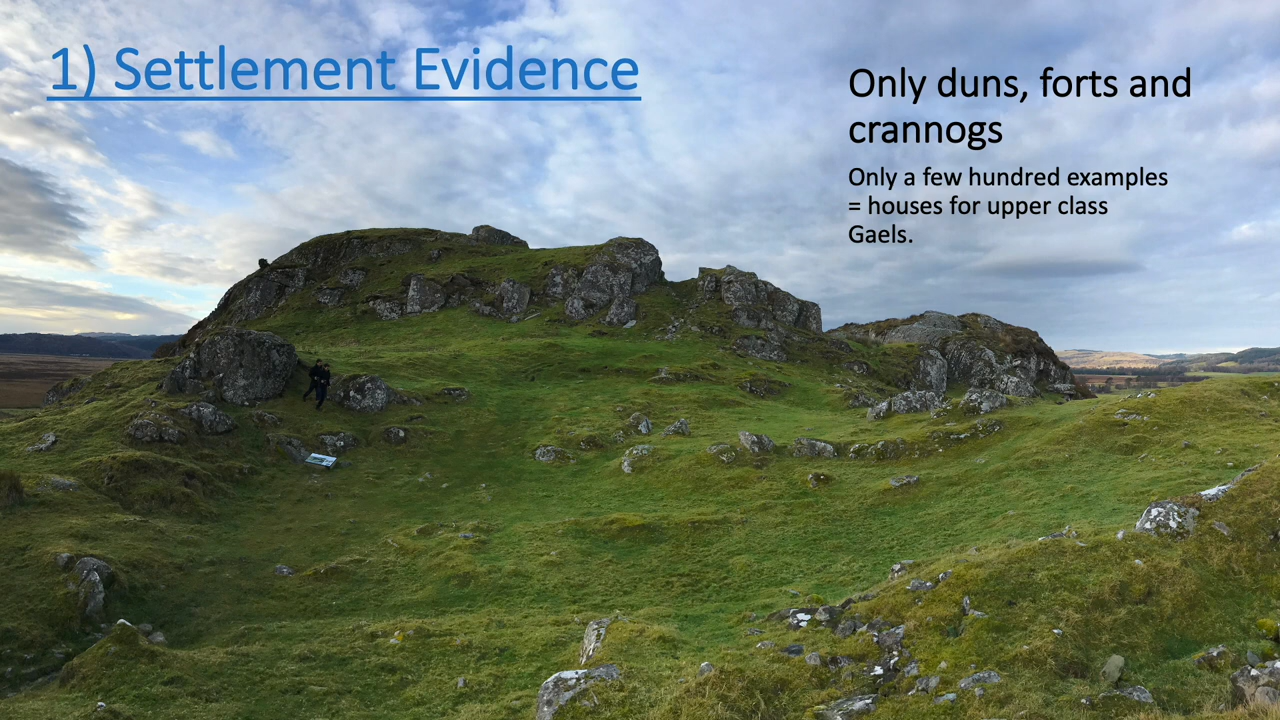 1) Settlement Evidence
Only duns, forts and
crannogs
Only a few hundred examples
= houses for upper class
Gaels.